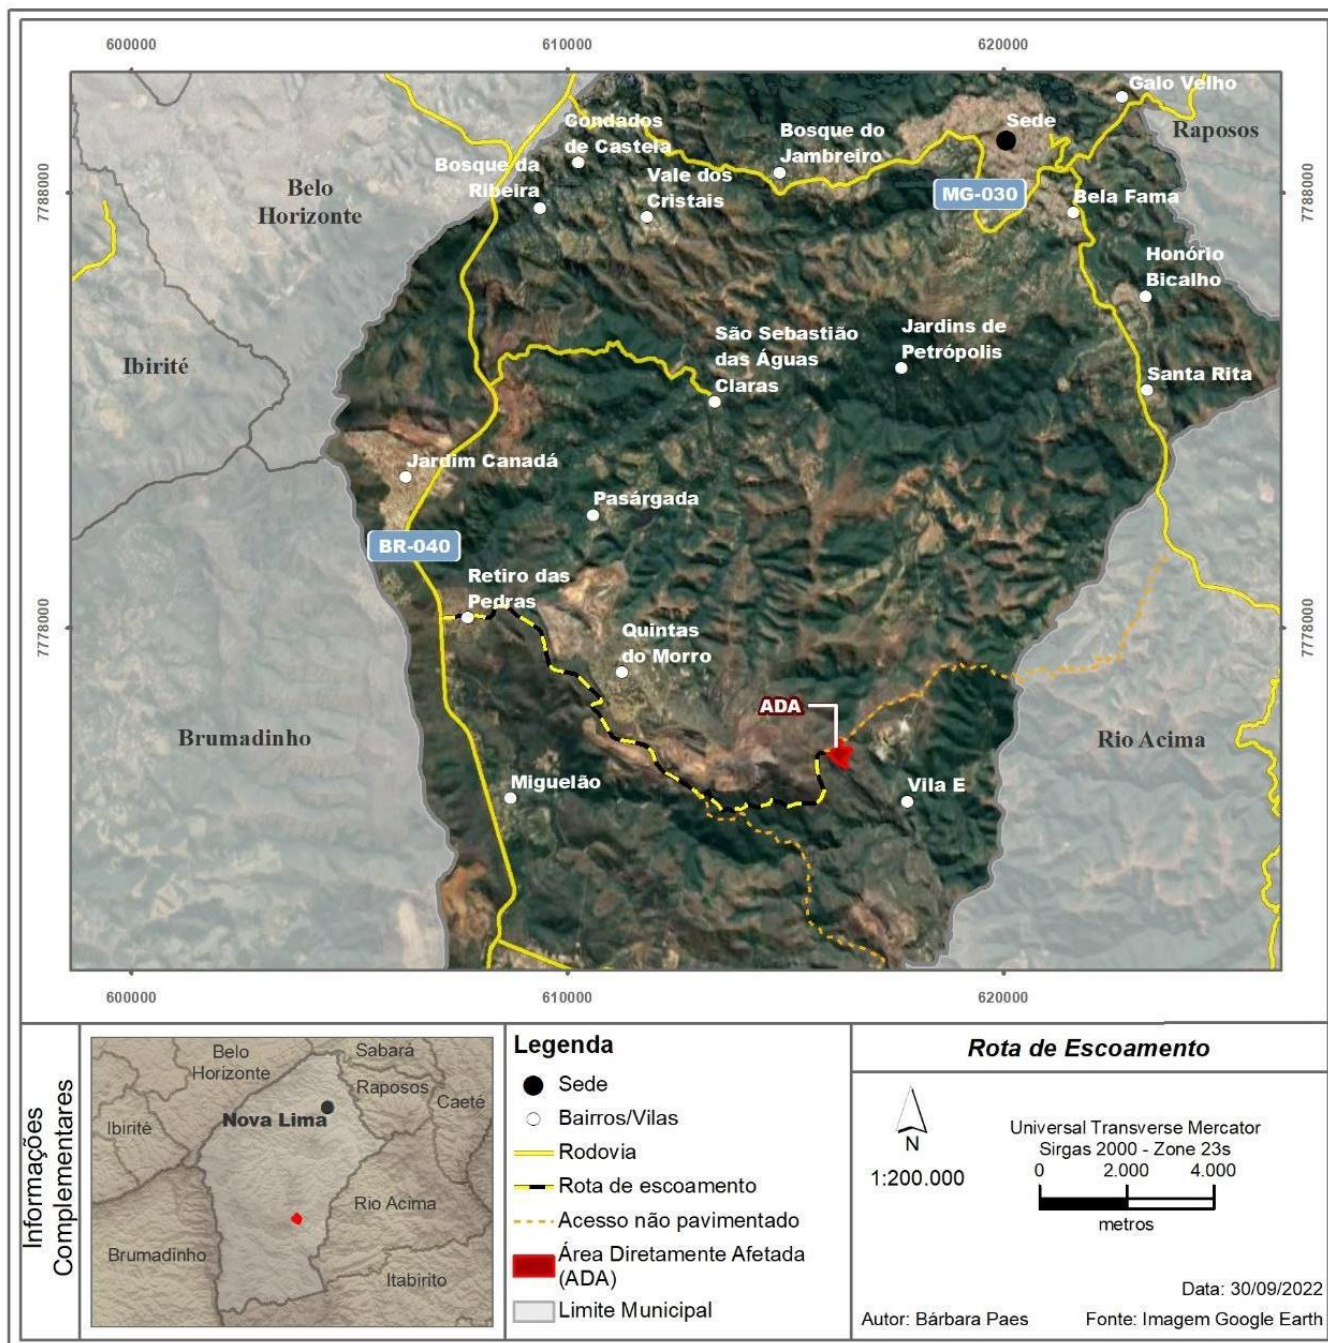 600000
610000
620000
Galo Velho
Condados
de Castela
Bosque do
Jambreiro
Sede
Raposos
Bosque da
Ribeira
Vale dos
Cristais
Belo
Horizonte
7788000
7788000
MG-030
Bela Fama
Honório
Bicalho
São Sebastião
das Águas
Claras
Jardins de
Petrópolis
Ibirité
Santa Rita
Jardim Canadá
Pasárgada
BR-040
Retiro das
Pedras
7778000
7778000
Quintas
do Morro
ADA
Brumadinho
Rio Acima
Miguelão
Vila E
600000
610000
620000
Informações
Complementares
Belo
Horizonte
Sabará
Raposos
Caeté
Nova Lima
Ibirité
Rio Acima
Brumadinho
Itabirito
Legenda
Sede
Bairros/Vilas
Rodovia
Rota de escoamento
Acesso não pavimentado
Área Diretamente Afetada
(ADA)
Limite Municipal
Rota de Escoamento
N
1:200.000
Universal Transverse Mercator
Sirgas 2000 - Zone 23s
0 2.000 4.000
metros
Data: 30/09/2022
Autor: Bárbara Paes
Fonte: Imagem Google Earth